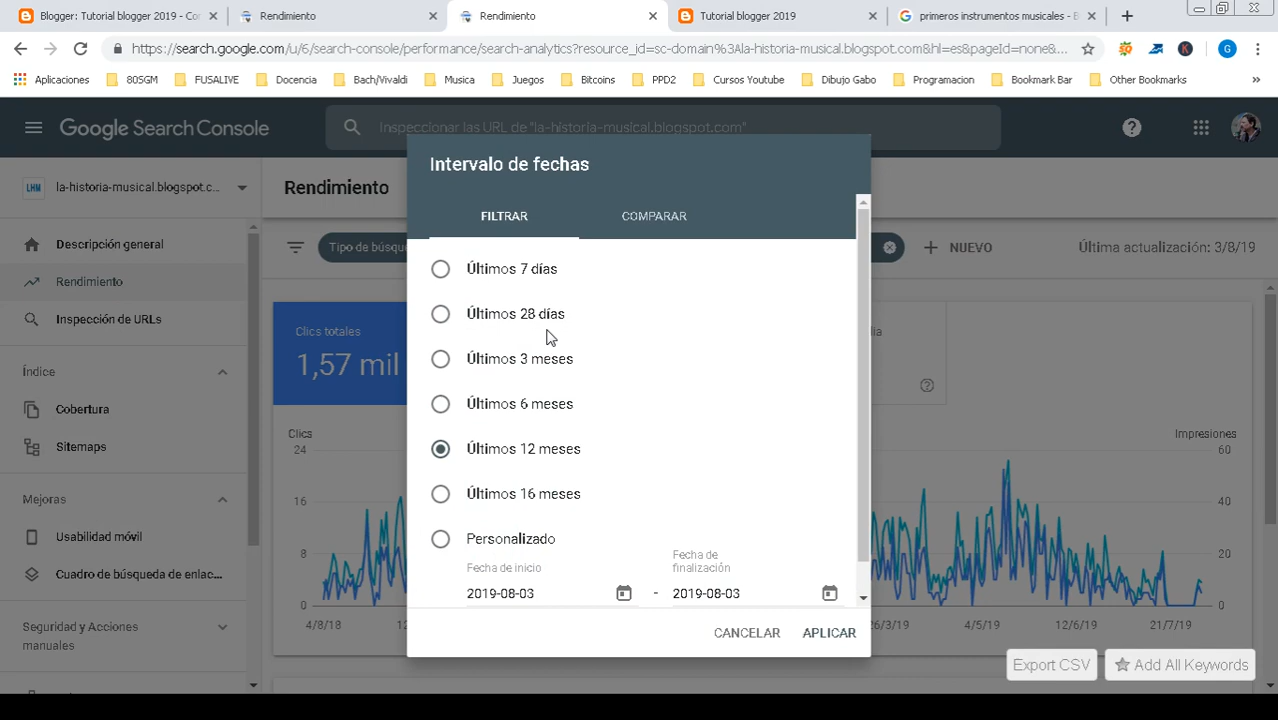 Blogger: Tutorial blogger 2019 - Co
Rendimiento
Rendimiento
Tutorial blogger 2019
primeros instrumentos musicales - B
https://search.google.com/u/6/search-console/performance/search-analytics?resource_id=sc-domain%3Ala-historia-musical.blogspot.com&hl=es&pageId=none&...
G
Aplicaciones
80SGM
FUSALIVE
Docencia
Bach/Vivaldi
Musica
Juegos
Bitcoins
PPD2
Cursos Youtube
Dibujo Gabo
Programacion
Bookmark Bar
Other Bookmarks
Google Search Console
Inspeccionar las URL de "la-historia-musical.blogspot.com"
LHM
la-historia-musical.blogspot.c...
Rendimiento
Descripción general
Rendimiento
Inspección de URLs
Índice
Cobertura
Sitemaps
Mejoras
Usabilidad móvil
Cuadro de búsqueda de enlac...
Seguridad y Acciones
manuales
Tipo de búsqu
NUEVO
Última actualización: 3/8/19
Clics totales
1,57 mil
dia
Clics
24
16
8
0
Impresiones
60
40
20
0
4/8/18
12
26/3/19
4/5/19
12/6/19
21/7/19
Intervalo de fechas
FILTRAR
COMPARAR
Últimos 7 días
Últimos 28 días
Últimos 3 meses
Últimos 6 meses
Últimos 12 meses
Últimos 16 meses
Personalizado
Fecha de inicio
2019-08-03
-
Fecha de
finalización
2019-08-03
CANCELAR
APLICAR
Export CSV
Add All Keywords